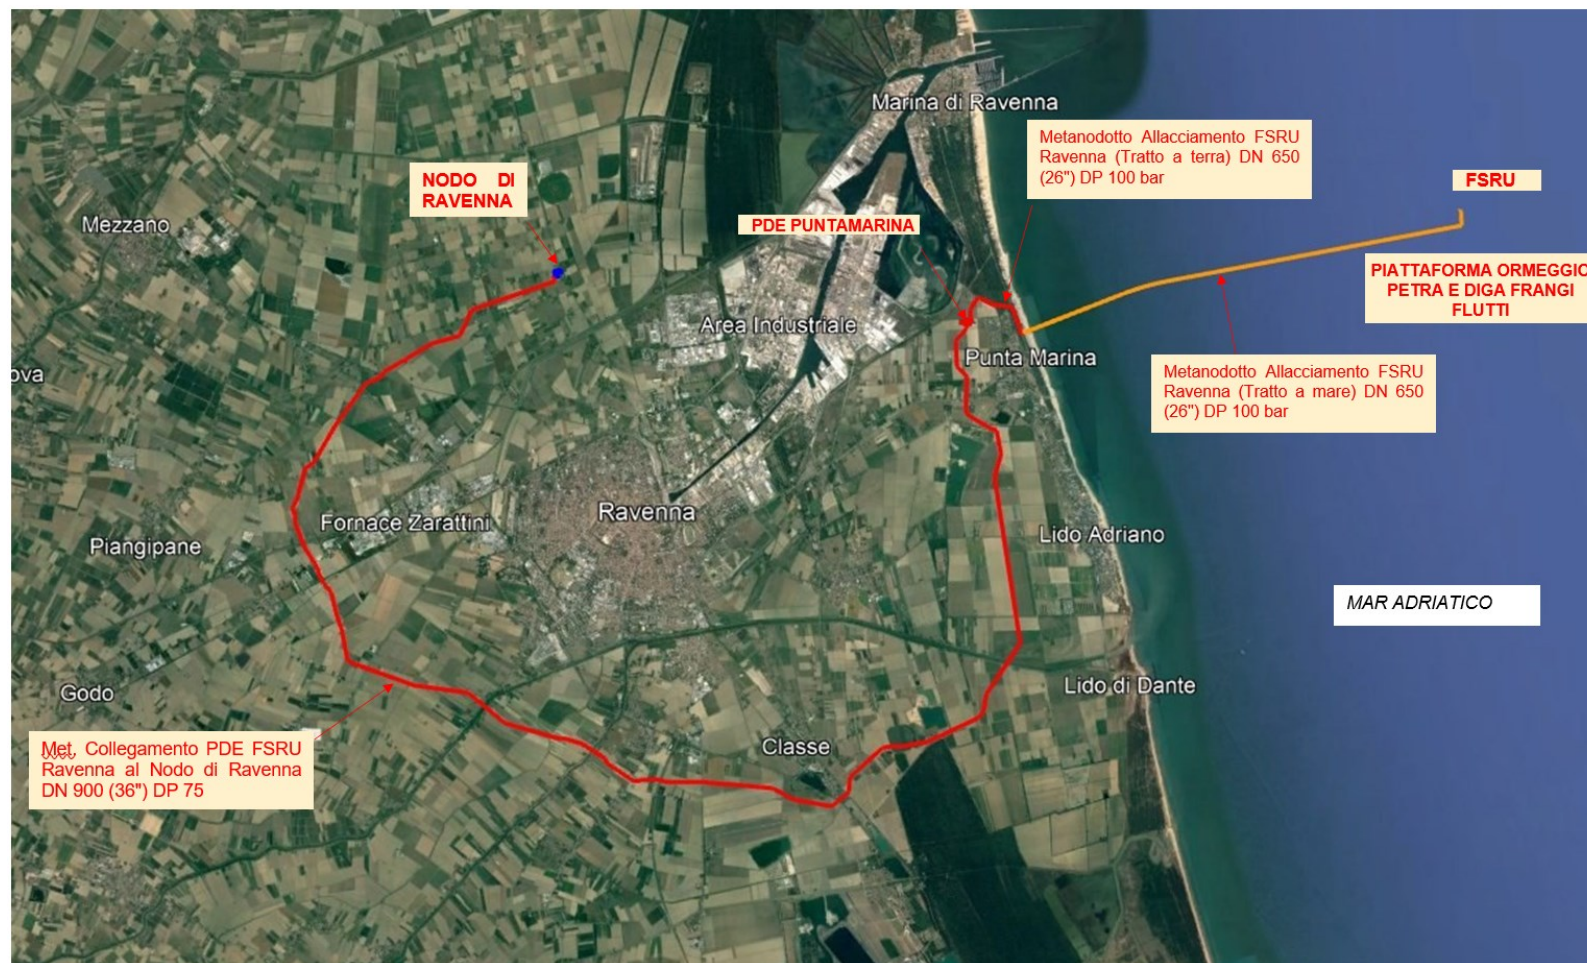 Marina di Ravenna
Metanodotto Allacciamento FSRU
Ravenna (Tratto a terra) DN 650
(26") DP 100 bar
NODO DI
RAVENNA
FSRU
Mezzano
PDE PUNTAMARINA
PIATTAFORMA ORMEGGIO
PETRA E DIGA FRANGI
FLUTTI
Area Industriale
Punta Marina
ova
Metanodotto Allacciamento FSRU
Ravenna (Tratto a mare) DN 650
(26") DP 100 bar
Ravenna
Fornace Zarattini
Piangipane
Lido Adriano
MAR ADRIATICO
Godo
Lido di Dante
Classe
Met. Collegamento PDE FSRU
Ravenna al Nodo di Ravenna
DN 900 (36") DP 75